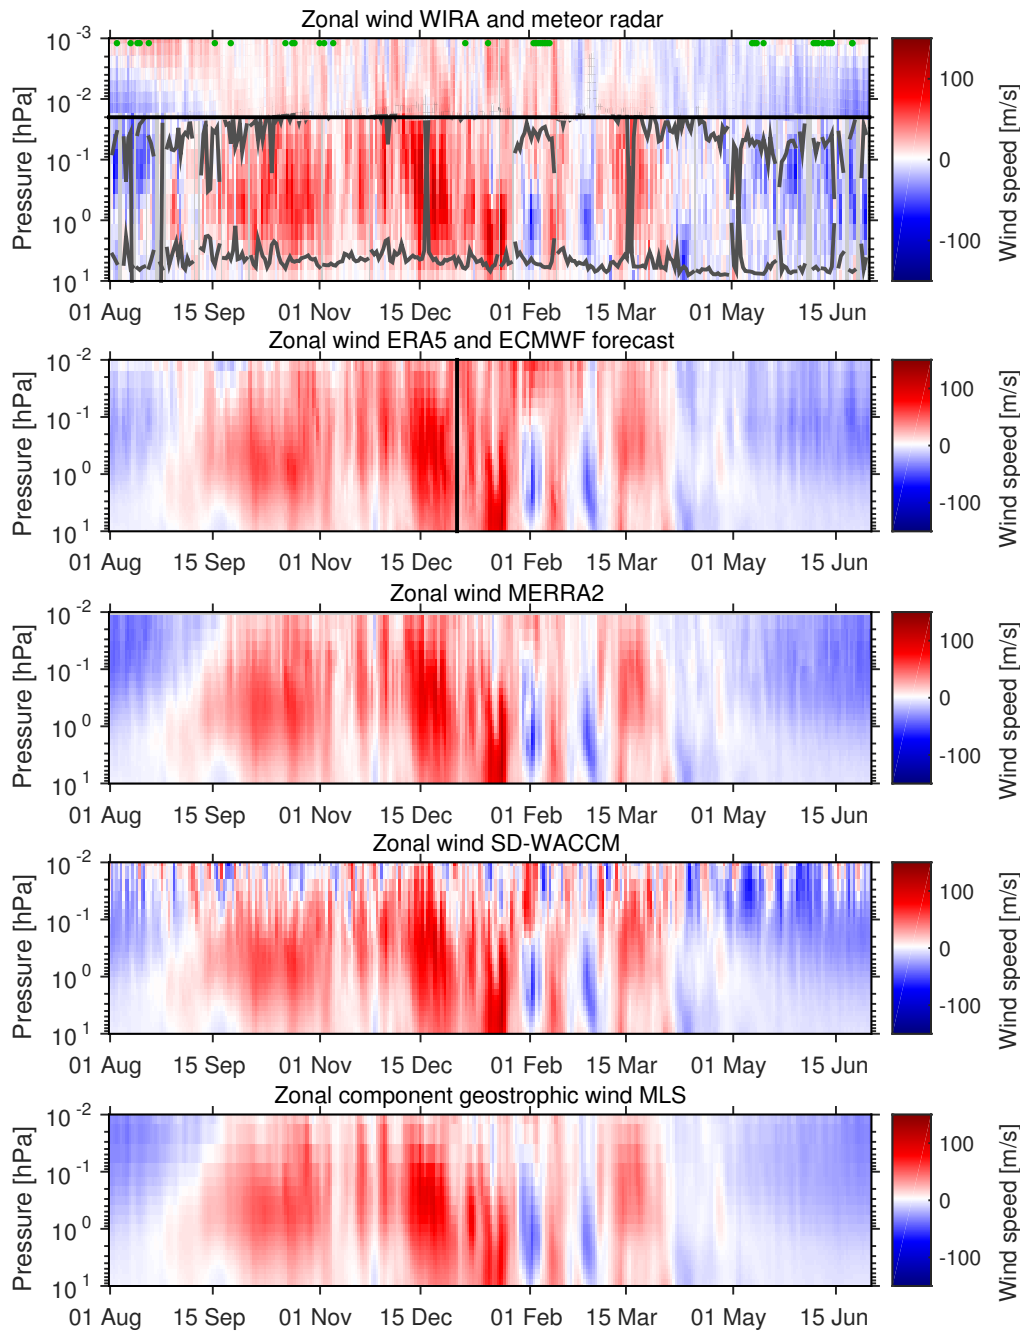 Zonal wind WIRA and meteor radar
10 -3
10 -2
10 -1
10 0
10 1
Pressure [hPa]
01 Aug 15 Sep 01 Nov 15 Dec 01 Feb 15 Mar 01 May 15 Jun
100
0
-100
Wind speed [m/s]
Zonal wind ERA5 and ECMWF forecast
10 -2
10 -1
10 0
10 1
Pressure [hPa]
01 Aug 15 Sep 01 Nov 15 Dec 01 Feb 15 Mar 01 May 15 Jun
100
0
-100
Wind speed [m/s]
Zonal wind MERRA2
10 -2
10 -1
10 0
10 1
Pressure [hPa]
01 Aug 15 Sep 01 Nov 15 Dec 01 Feb 15 Mar 01 May 15 Jun
100
0
-100
Wind speed [m/s]
Zonal wind SD-WACCM
10 -2
10 -1
10 0
10 1
Pressure [hPa]
01 Aug 15 Sep 01 Nov 15 Dec 01 Feb 15 Mar 01 May 15 Jun
100
0
-100
Wind speed [m/s]
Zonal component geostrophic wind MLS
10 -2
10 -1
10 0
10 1
Pressure [hPa]
01 Aug 15 Sep 01 Nov 15 Dec 01 Feb 15 Mar 01 May 15 Jun
100
0
-100
Wind speed [m/s]